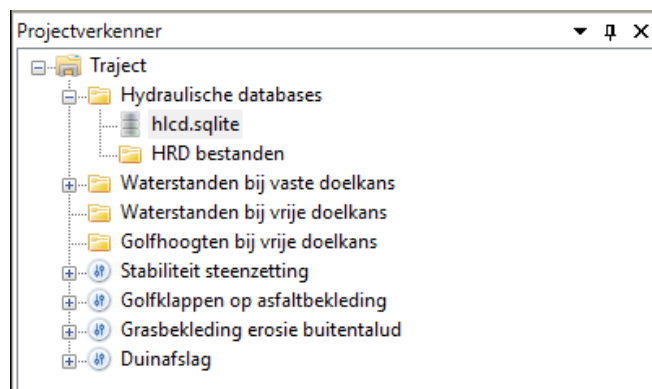 Projectverkenner
Traject
Hydraulische databases
hlcd.sqlite
HRD bestanden
Waterstanden bij vaste doelkans
Waterstanden bij vrije doelkans
Golfhoogten bij vrije doelkans
Stabiliteit steenzetting
Golfklappen op asfaltbekleding
Grasbekleding erosie buitentalud
Duinafslag